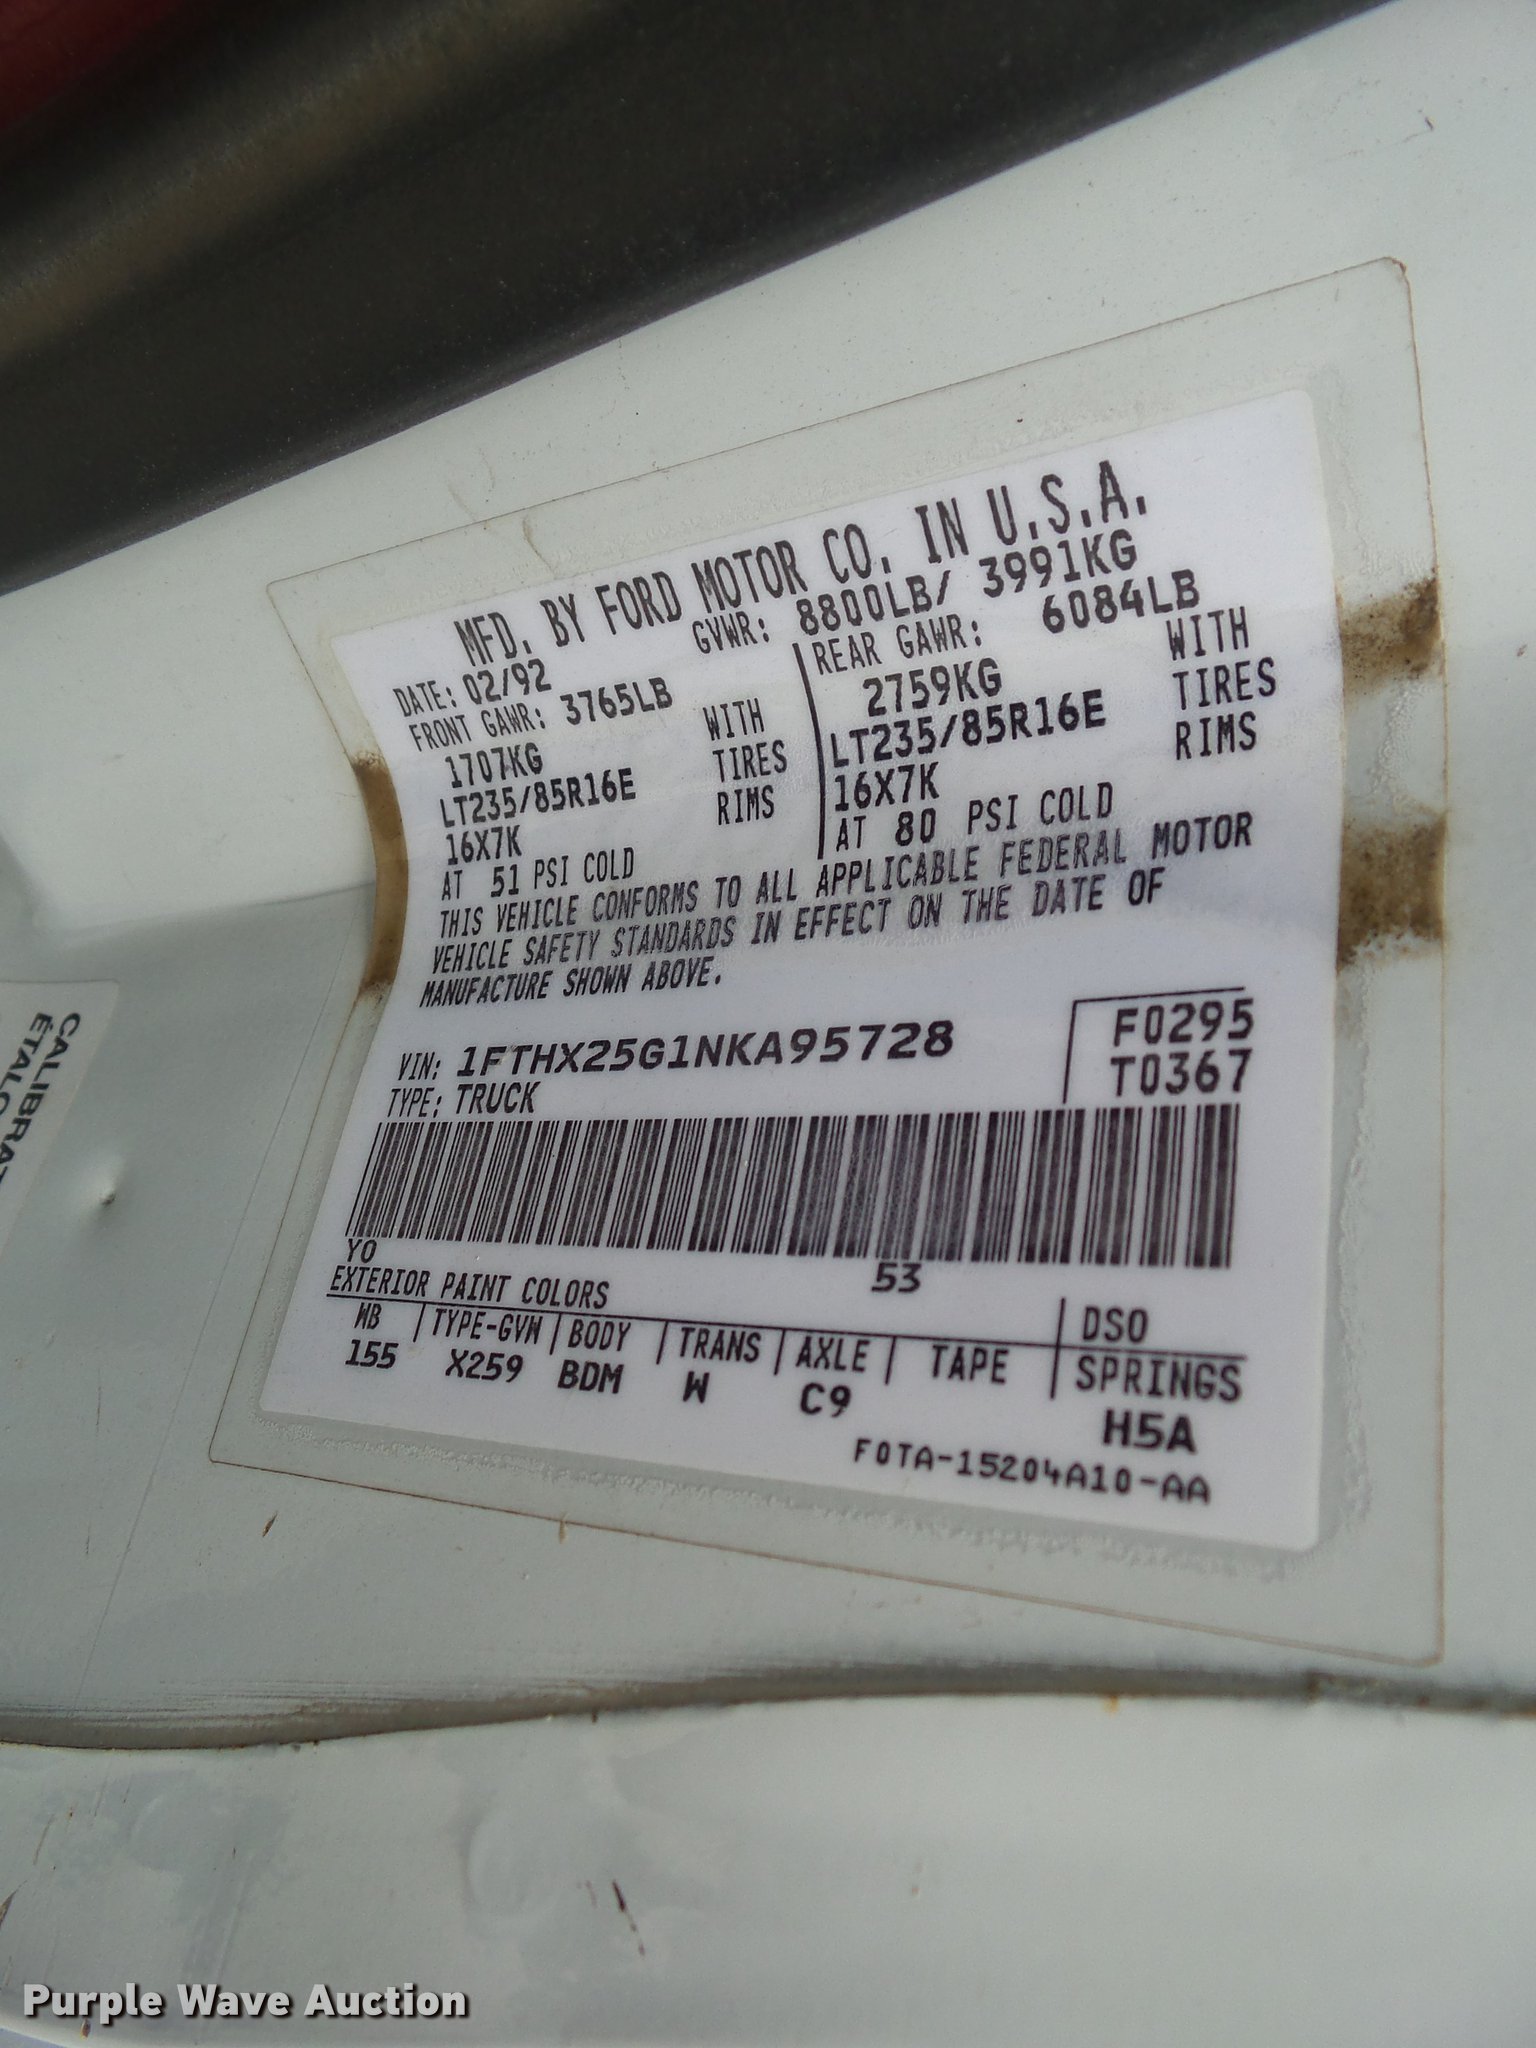 MFD. BY FORD MOTOR CO. IN U.S.A.
DATE: 02/92 GVWR: 8800LB/ 3991KG
FRONT GAWR: 3765LB
1707KG WITH
LT235/85R16E TIRES
16X7K RIMS
AT 51 PSI COLD
REAR GAWR: 6084LB
2759KG WITH
LT235/85R16E TIRES
16X7K RIMS
AT 80 PSI COLD
THIS VEHICLE CONFORMS TO ALL APPLICABLE FEDERAL MOTOR
VEHICLE SAFETY STANDARDS IN EFFECT ON THE DATE OF
MANUFACTURE SHOWN ABOVE.
VIN: 1FTHX25G1NKA95728 F0295
TYPE: TRUCK T0367
YO 53
EXTERIOR PAINT COLORS DSO
WB TYPE-GVW BODY TRANS AXLE TAPE SPRINGS
155 X259 BDM W C9 H5A
F0TA-15204A10-AA
Purple Wave Auction